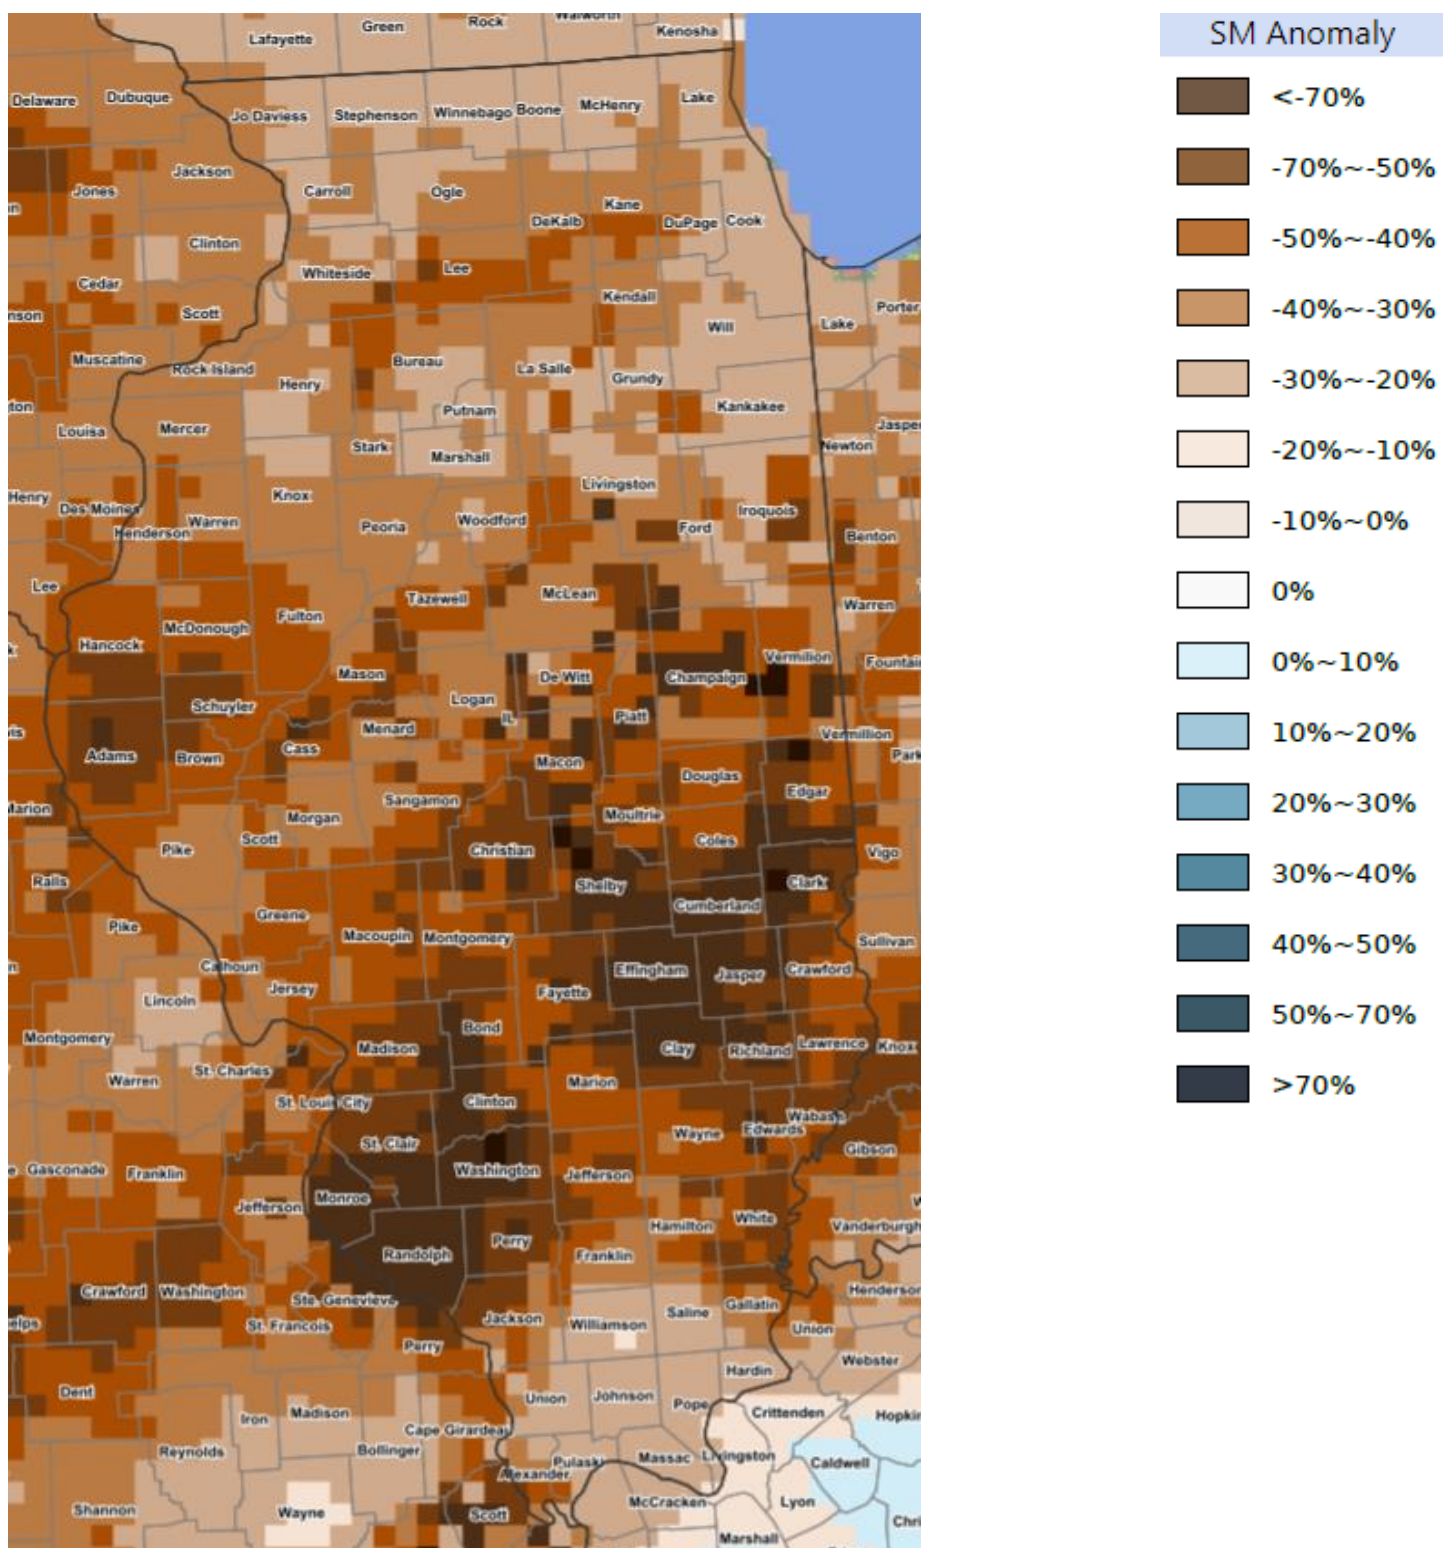 Lafayette
Green
Rock
Walworth
Kenosha
Delaware
Dubuque
Jo Daviess
Stephenson
Winnebago
Boone
McHenry
Lake
Jones
Jackson
Carroll
Ogle
DeKalb
Kane
DuPage
Cook
Clinton
Cedar
Whiteside
Lee
Kendall
Scott
Will
Lake
Porter
Muscatine
Rock Island
Henry
Bureau
La Salle
Grundy
Kankakee
Putnam
Louisa
Mercer
Stark
Marshall
Newton
Jasper
Henry
Des Moines
Henderson
Warren
Knox
Peoria
Woodford
Livingston
Ford
Iroquois
Benton
Lee
Hancock
McDonough
Fulton
Tazewell
McLean
Warren
Mason
Logan
De Witt
Champaign
Vermilion
Fountain
Adams
Schuyler
Brown
Cass
Menard
IL
Piatt
Macon
Vermillion
Park
Marion
Douglas
Edgar
Pike
Scott
Morgan
Sangamon
Moultrie
Coles
Christian
Vigo
Ralls
Shelby
Clark
Cumberland
Pike
Greene
Macoupin
Montgomery
Effingham
Jasper
Crawford
Sullivan
Calhoun
Jersey
Fayette
Lincoln
Montgomery
Bond
Madison
Clay
Richland
Lawrence
Knox
Warren
St. Charles
Marion
St. Louis City
Clinton
Wabash
St. Clair
Wayne
Edwards
Gibson
Gasconade
Franklin
Washington
Jefferson
Monroe
Jefferson
Hamilton
White
Vanderburgh
Randolph
Perry
Franklin
Crawford
Washington
Ste. Genevieve
Henderson
St. Francois
Jackson
Williamson
Saline
Gallatin
Union
Perry
Webster
Dent
Hardin
Union
Johnson
Pope
Iron
Madison
Cape Girardeau
Crittenden
Hopkin
Reynolds
Bollinger
Pulaski
Massac
Livingston
Caldwell
Alexander
Shannon
Wayne
Scott
McCracken
Lyon
Chri
Marshall
SM Anomaly
<-70%
-70%~-50%
-50%~-40%
-40%~-30%
-30%~-20%
-20%~-10%
-10%~0%
0%
0%~10%
10%~20%
20%~30%
30%~40%
40%~50%
50%~70%
>70%